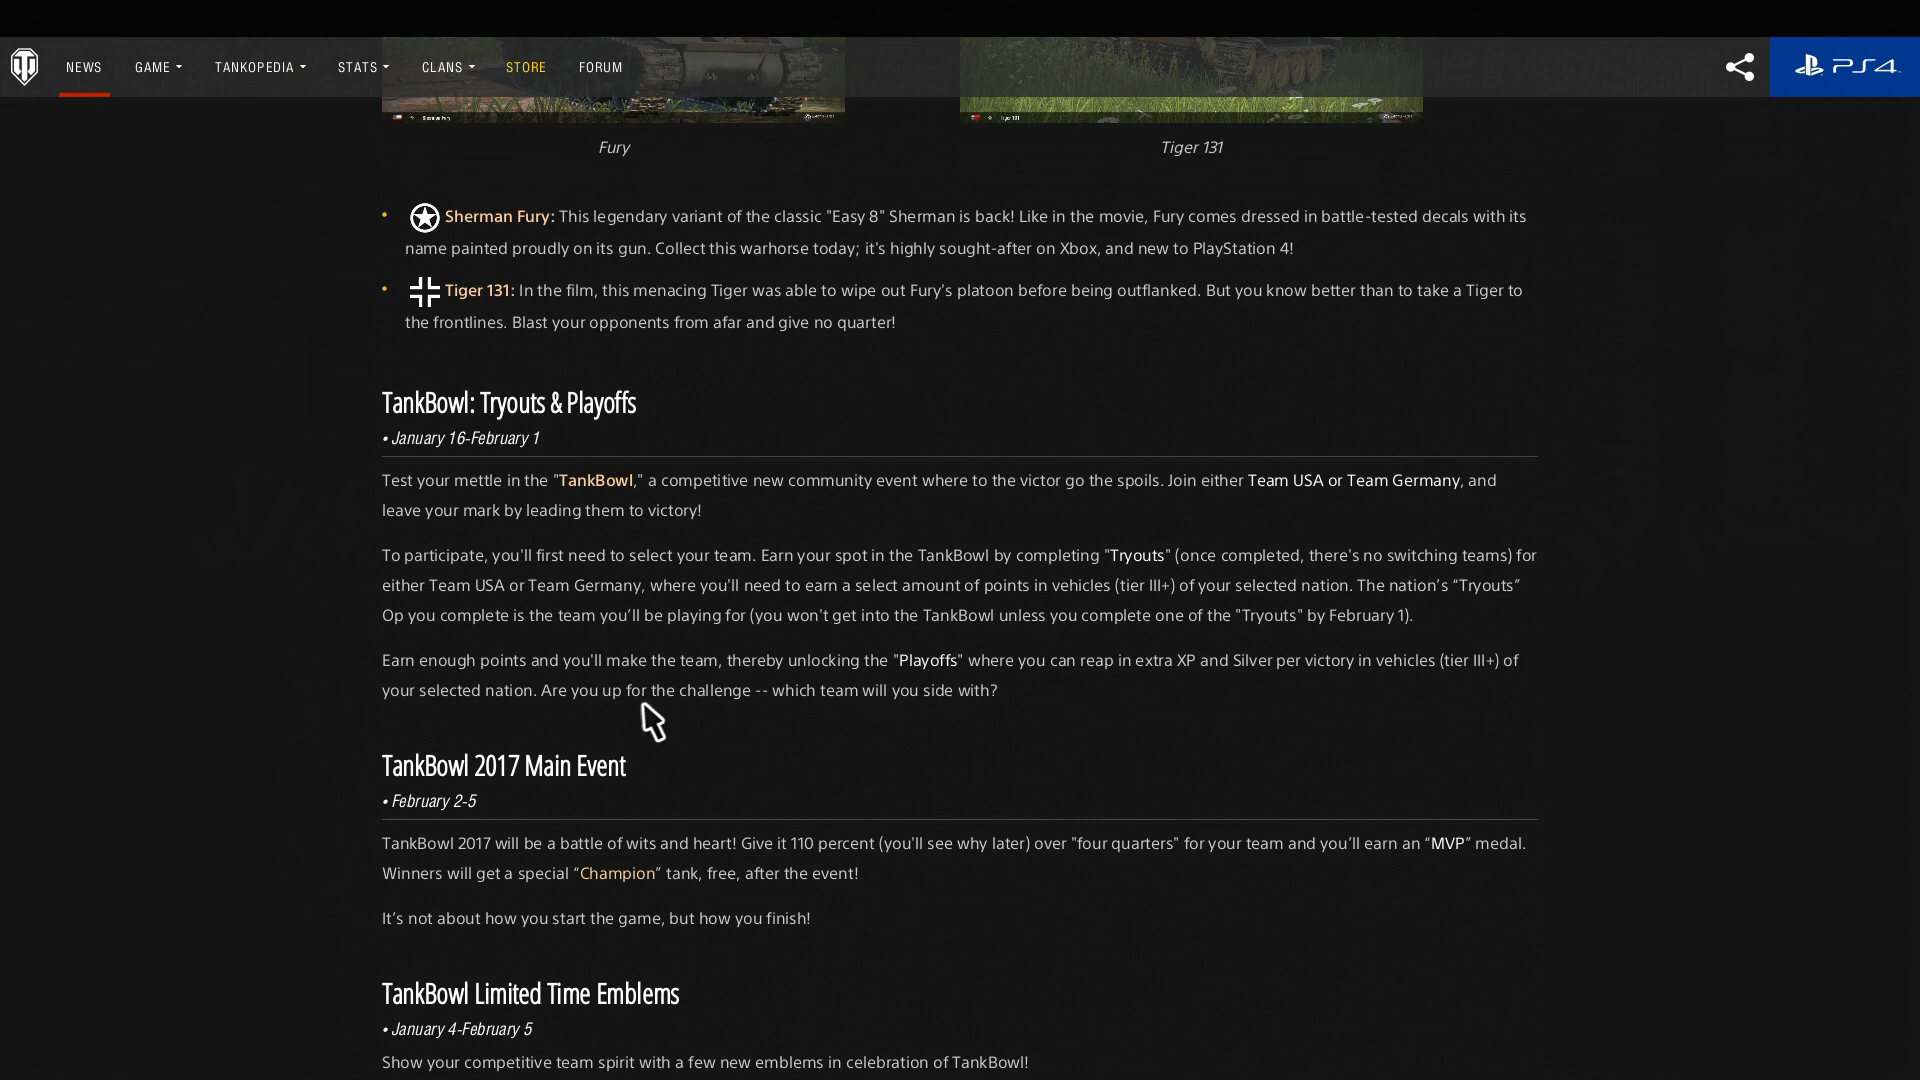 NEWS GAME TANKOPEDIA STATS CLANS STORE FORUM PS4
Sherman Fury Tiger 131
Fury Tiger 131
• Sherman Fury: This legendary variant of the classic "Easy 8" Sherman is back! Like in the movie, Fury comes dressed in battle-tested decals with its
name painted proudly on its gun. Collect this warhorse today; it's highly sought-after on Xbox, and new to PlayStation 4!
• Tiger 131: In the film, this menacing Tiger was able to wipe out Fury's platoon before being outflanked. But you know better than to take a Tiger to
the frontlines. Blast your opponents from afar and give no quarter!
TankBowl: Tryouts & Playoffs
• January 16-February 1
Test your mettle in the "TankBowl," a competitive new community event where to the victor go the spoils. Join either Team USA or Team Germany, and
leave your mark by leading them to victory!
To participate, you'll first need to select your team. Earn your spot in the TankBowl by completing "Tryouts" (once completed, there's no switching teams) for
either Team USA or Team Germany, where you'll need to earn a select amount of points in vehicles (tier III+) of your selected nation. The nation’s “Tryouts”
Op you complete is the team you’ll be playing for (you won't get into the TankBowl unless you complete one of the "Tryouts" by February 1).
Earn enough points and you'll make the team, thereby unlocking the "Playoffs" where you can reap in extra XP and Silver per victory in vehicles (tier III+) of
your selected nation. Are you up for the challenge -- which team will you side with?
TankBowl 2017 Main Event
• February 2-5
TankBowl 2017 will be a battle of wits and heart! Give it 110 percent (you'll see why later) over "four quarters" for your team and you’ll earn an “MVP” medal.
Winners will get a special “Champion” tank, free, after the event!
It’s not about how you start the game, but how you finish!
TankBowl Limited Time Emblems
• January 4-February 5
Show your competitive team spirit with a few new emblems in celebration of TankBowl!